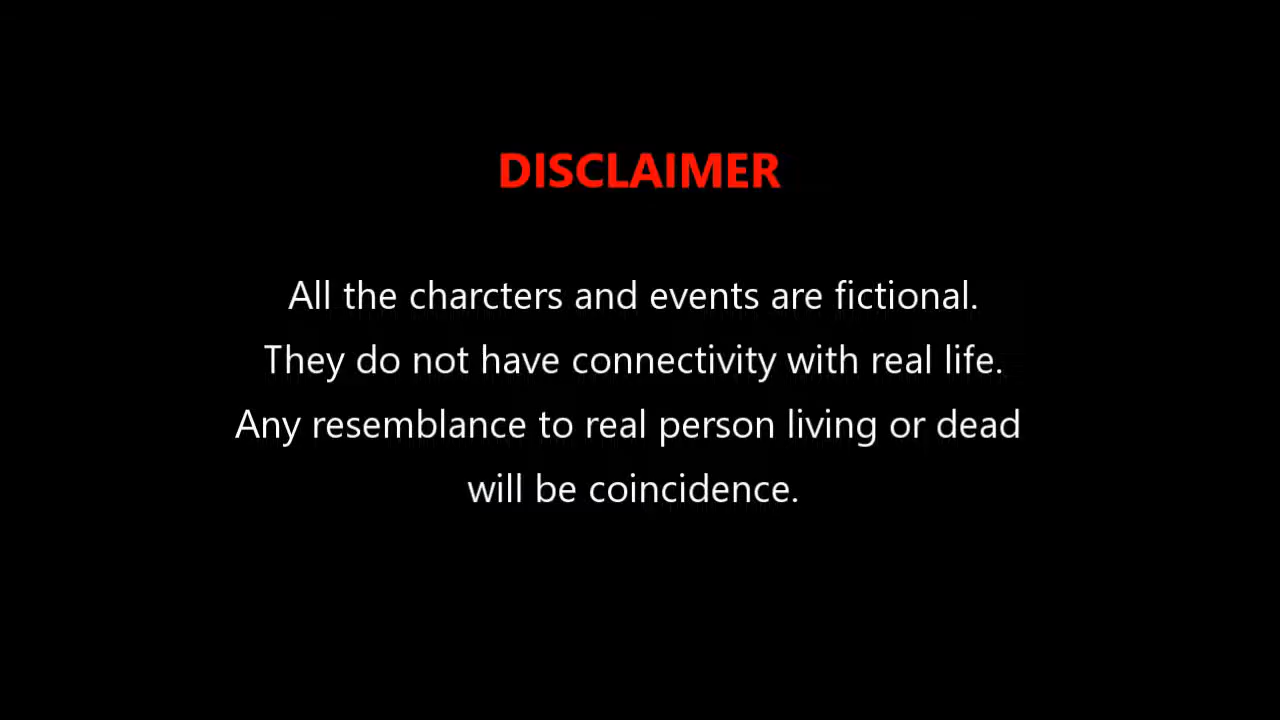 DISCLAIMER
All the charcters and events are fictional.
They do not have connectivity with real life.
Any resemblance to real person living or dead
will be coincidence.